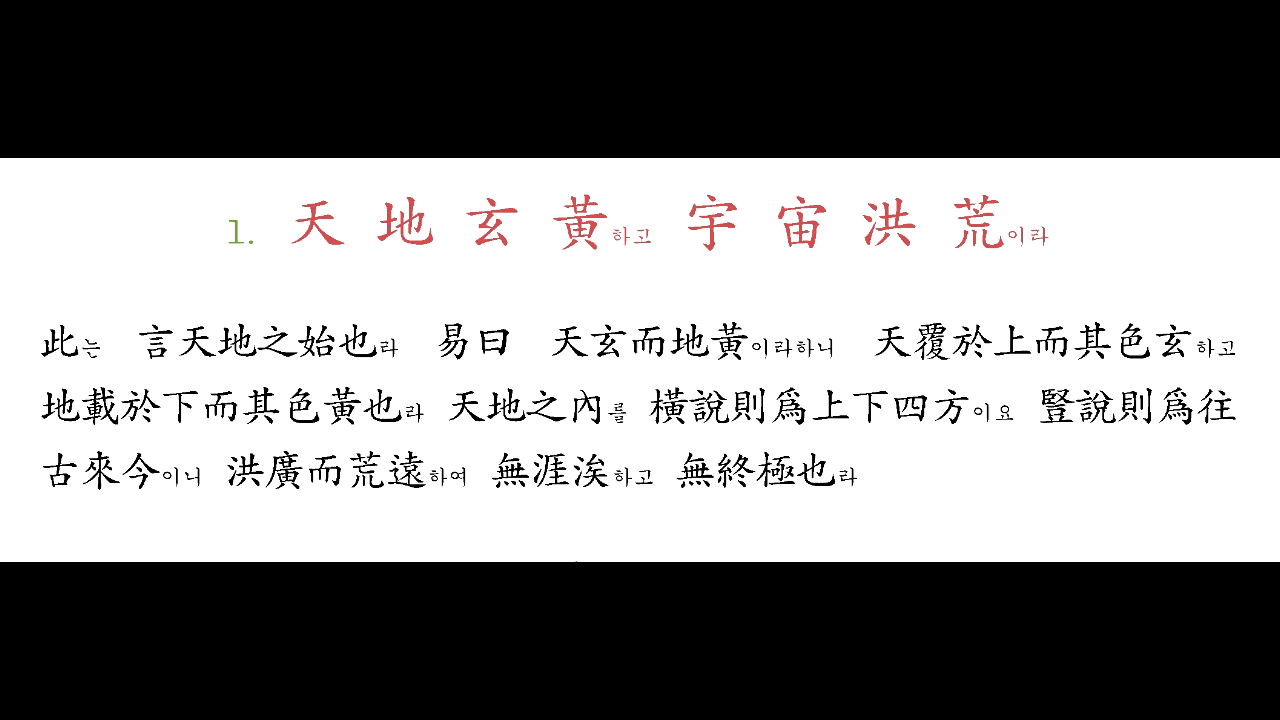 1. 天 地 玄 黃하고 宇 宙 洪 荒이라
此는 言天地之始也라 易曰 天玄而地黃이라하니 天覆於上而其色玄하고
地載於下而其色黃也라 天地之內를 橫說則爲上下四方이요 豎說則爲往
古來今이니 洪廣而荒遠하여 無涯涘하고 無終極也라